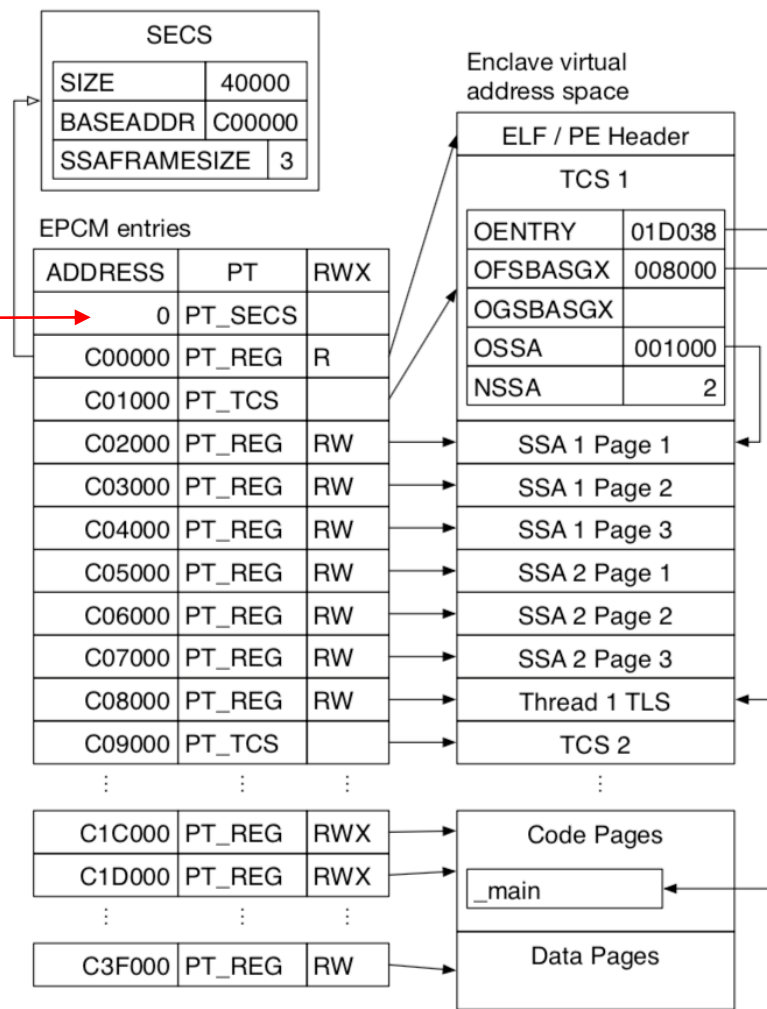 SECS
SIZE 40000
BASEADDR C00000
SSAFRAMESIZE 3
EPCM entries
ADDRESS PT RWX
0 PT_SECS
C00000 PT_REG R
C01000 PT_TCS
C02000 PT_REG RW
C03000 PT_REG RW
C04000 PT_REG RW
C05000 PT_REG RW
C06000 PT_REG RW
C07000 PT_REG RW
C08000 PT_REG RW
C09000 PT_TCS
C1C000 PT_REG RWX
C1D000 PT_REG RWX
C3F000 PT_REG RW
Enclave virtual
address space
ELF / PE Header
TCS 1
OENTRY 01D038
OFSBASGX 008000
OGSBASGX
OSSA 001000
NSSA 2
SSA 1 Page 1
SSA 1 Page 2
SSA 1 Page 3
SSA 2 Page 1
SSA 2 Page 2
SSA 2 Page 3
Thread 1 TLS
TCS 2
Code Pages
_main
Data Pages